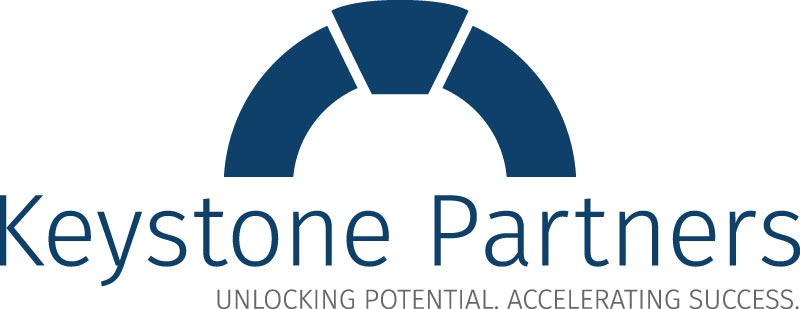 Keystone Partners
UNLOCKING POTENTIAL. ACCELERATING SUCCESS.